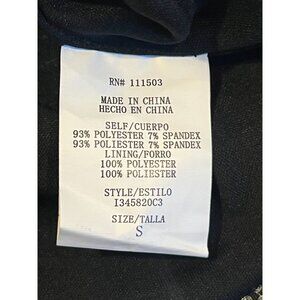 RN# 111503
MADE IN CHINA
HECHO EN CHINA
SELF/CUERPO
93% POLYESTER 7% SPANDEX
93% POLIESTER 7% SPANDEX
LINING/FORRO
100% POLYESTER
100% POLIESTER
STYLE/ESTILO
I345820C3
SIZE/TALLA
S